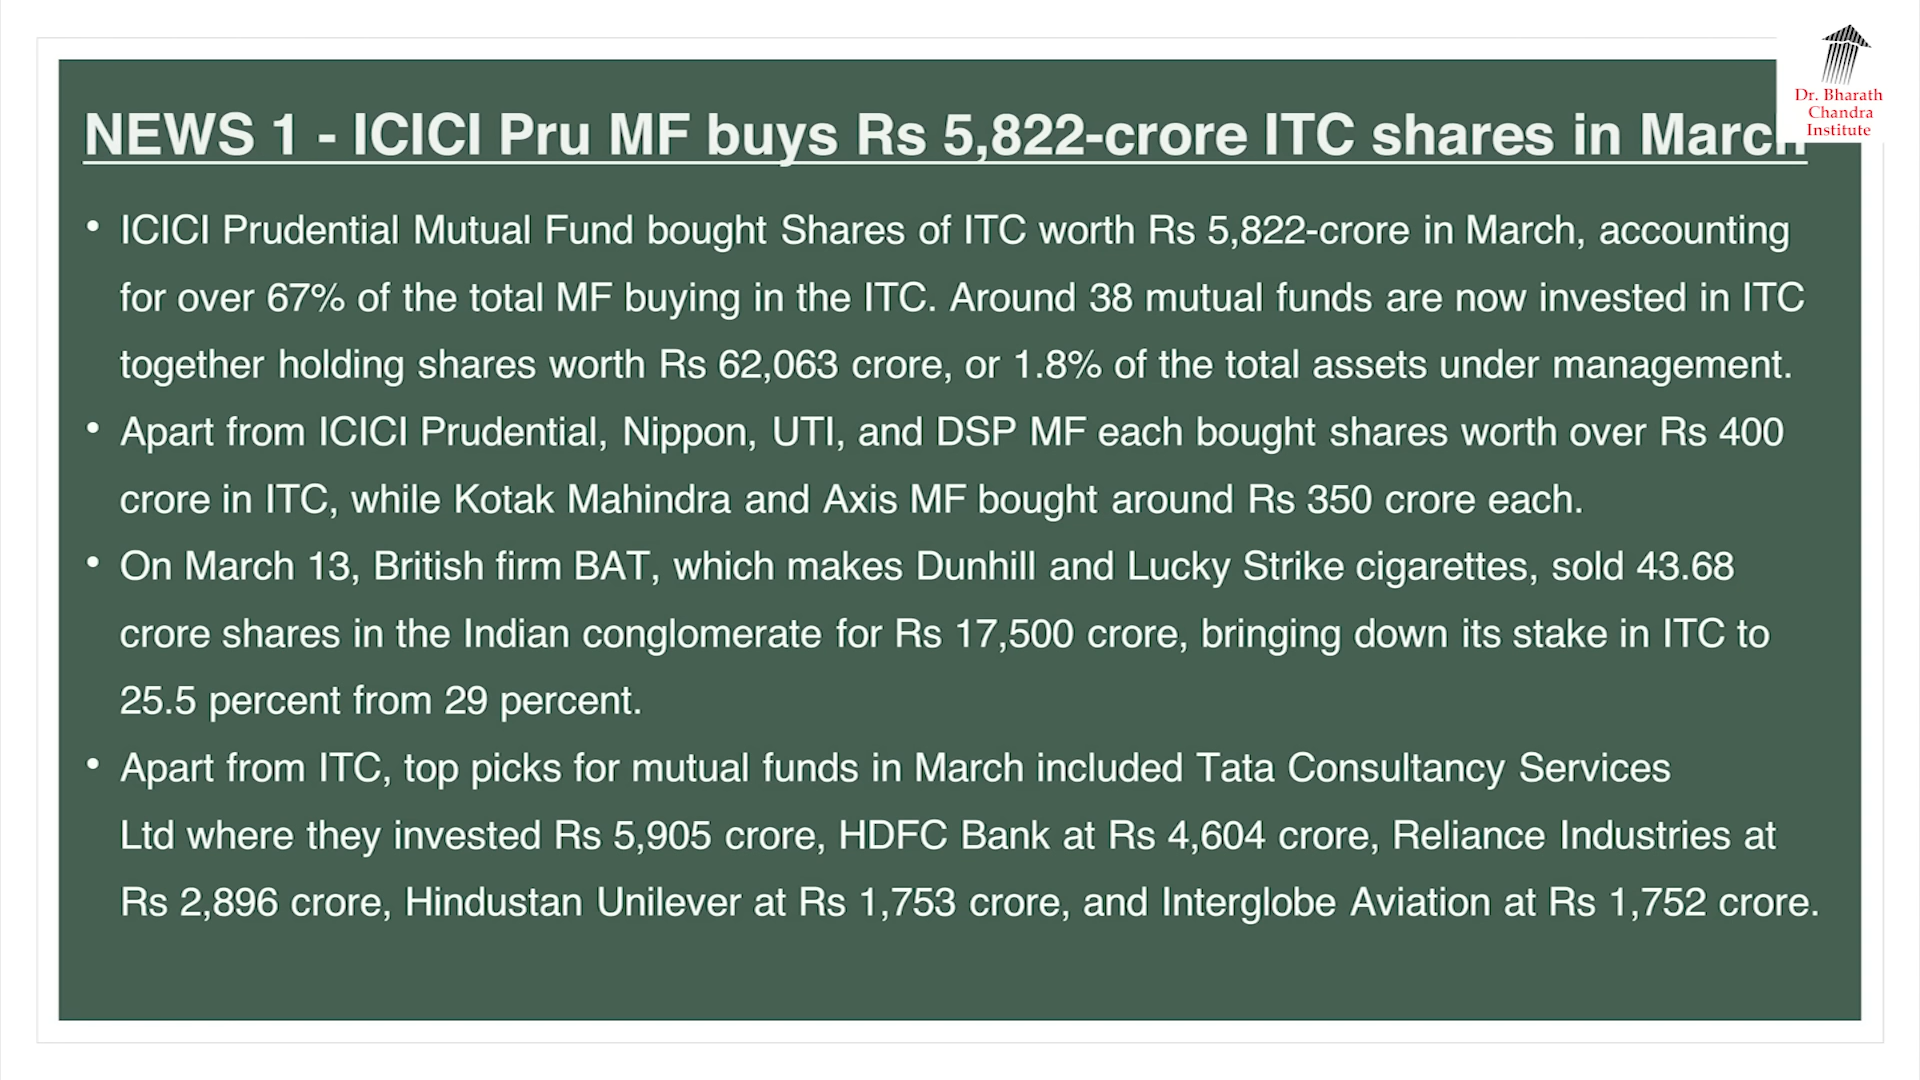 Dr. Bharath
Chandra
Institute
NEWS 1 - ICICI Pru MF buys Rs 5,822-crore ITC shares in March
• ICICI Prudential Mutual Fund bought Shares of ITC worth Rs 5,822-crore in March, accounting
for over 67% of the total MF buying in the ITC. Around 38 mutual funds are now invested in ITC
together holding shares worth Rs 62,063 crore, or 1.8% of the total assets under management.
• Apart from ICICI Prudential, Nippon, UTI, and DSP MF each bought shares worth over Rs 400
crore in ITC, while Kotak Mahindra and Axis MF bought around Rs 350 crore each.
• On March 13, British firm BAT, which makes Dunhill and Lucky Strike cigarettes, sold 43.68
crore shares in the Indian conglomerate for Rs 17,500 crore, bringing down its stake in ITC to
25.5 percent from 29 percent.
• Apart from ITC, top picks for mutual funds in March included Tata Consultancy Services
Ltd where they invested Rs 5,905 crore, HDFC Bank at Rs 4,604 crore, Reliance Industries at
Rs 2,896 crore, Hindustan Unilever at Rs 1,753 crore, and Interglobe Aviation at Rs 1,752 crore.